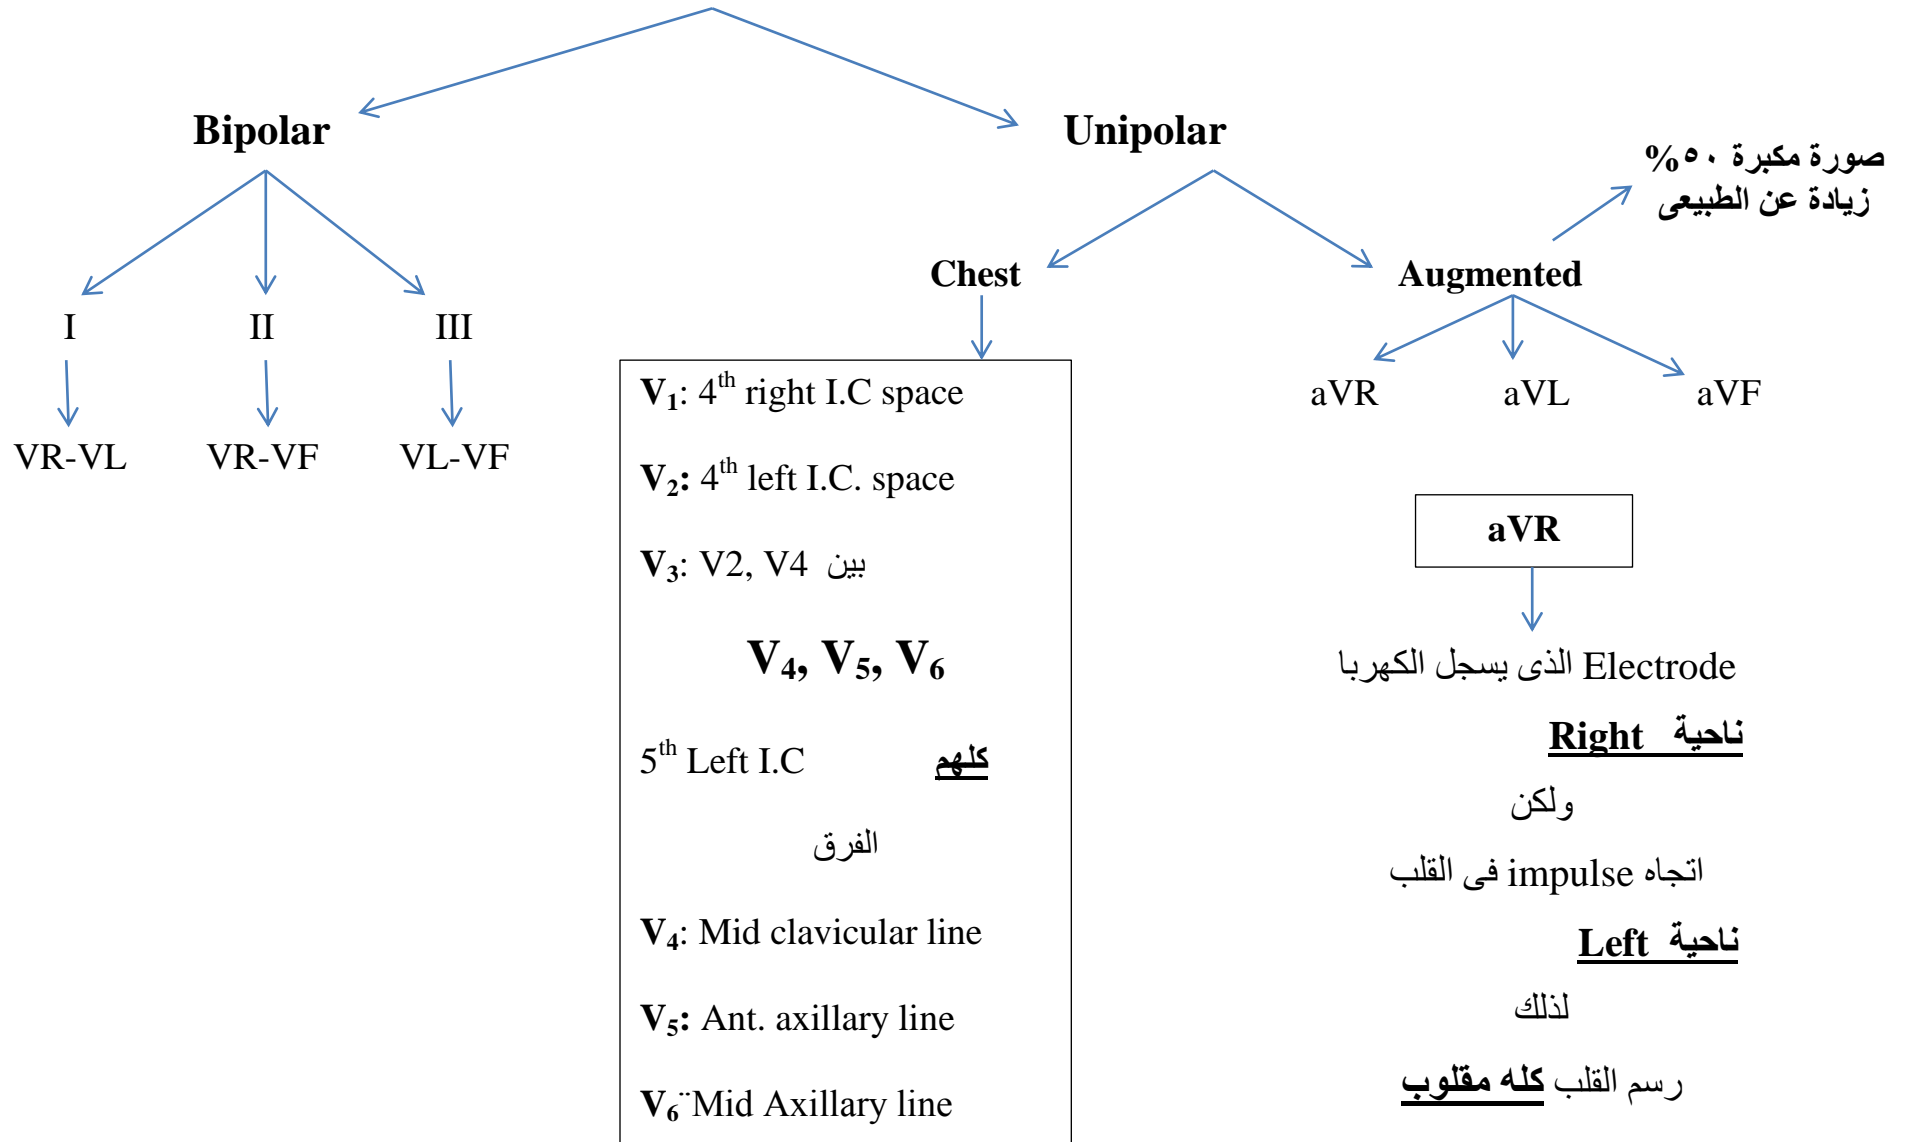 Bipolar
Unipolar
صورة مكبرة ٥٠%
زيادة عن الطبيعى
Chest
Augmented
I
II
III
VR-VL
VR-VF
VL-VF
V₁: 4ᵗʰ right I.C space
V₂: 4ᵗʰ left I.C. space
V₃: V2, V4 بين
V₄, V₅, V₆
5ᵗʰ Left I.C كلهم
الفرق
V₄: Mid clavicular line
V₅: Ant. axillary line
V₆¨Mid Axillary line
aVR
aVL
aVF
aVR
Electrode الذى يسجل الكهربا
ناحية Right
ولكن
اتجاه impulse فى القلب
ناحية Left
لذلك
رسم القلب كله مقلوب